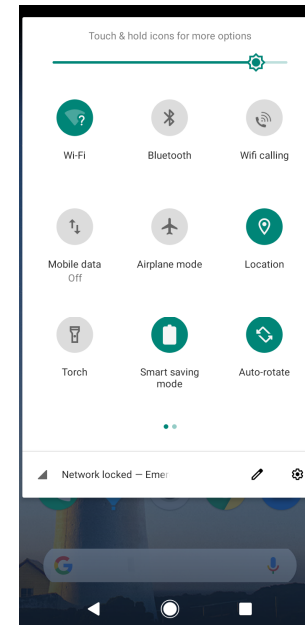 Touch & hold icons for more options
Wi-Fi
Bluetooth
Wifi calling
Mobile data
Off
Airplane mode
Location
Torch
Smart saving
mode
Auto-rotate
Network locked — Emer